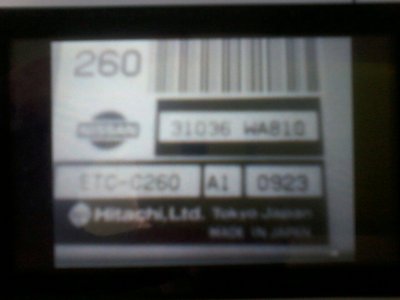 260
NISSAN
31036 WA810
ETC-C260 A1 0923
Hitachi,Ltd. Tokyo Japan
MADE IN JAPAN